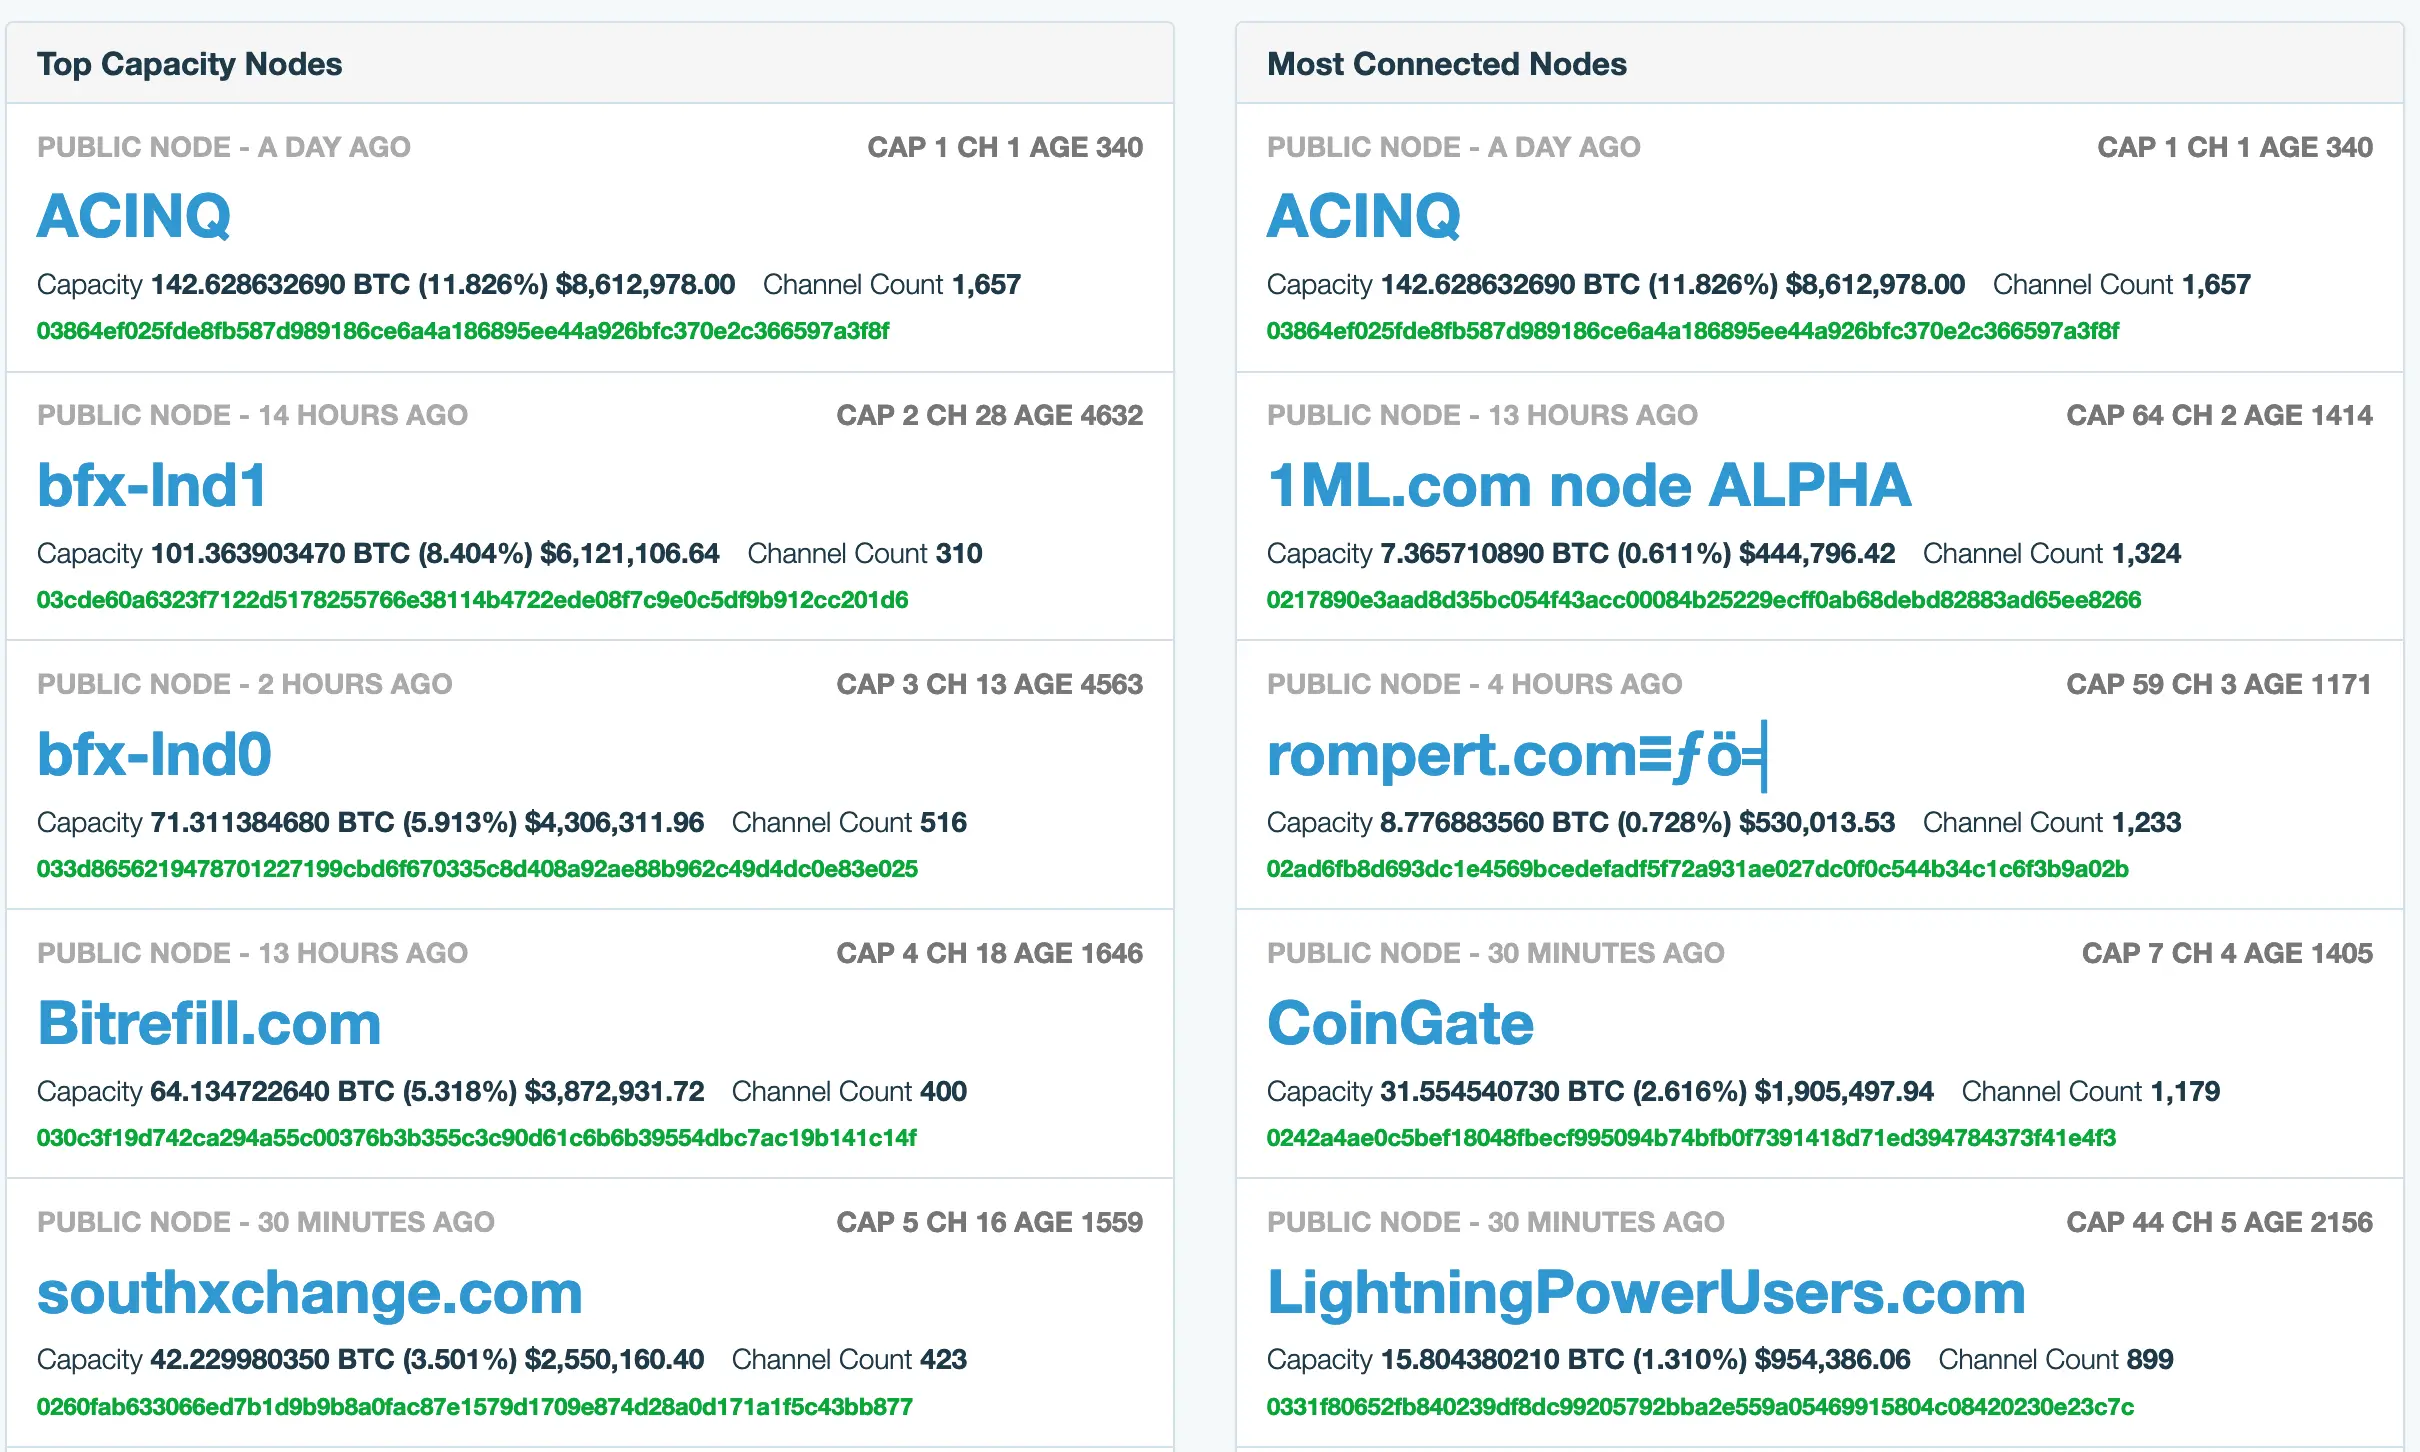 Top Capacity Nodes
PUBLIC NODE - A DAY AGO CAP 1 CH 1 AGE 340
ACINQ
Capacity 142.628632690 BTC (11.826%) $8,612,978.00 Channel Count 1,657
03864ef025fde8fb587d989186ce6a4a186895ee44a926bfc370e2c366597a3f8f
PUBLIC NODE - 14 HOURS AGO CAP 2 CH 28 AGE 4632
bfx-lnd1
Capacity 101.363903470 BTC (8.404%) $6,121,106.64 Channel Count 310
03cde60a6323f7122d5178255766e38114b4722ede08f7c9e0c5df9b912cc201d6
PUBLIC NODE - 2 HOURS AGO CAP 3 CH 13 AGE 4563
bfx-lnd0
Capacity 71.311384680 BTC (5.913%) $4,306,311.96 Channel Count 516
033d8656219478701227199cbd6f670335c8d408a92ae88b962c49d4dc0e83e025
PUBLIC NODE - 13 HOURS AGO CAP 4 CH 18 AGE 1646
Bitrefill.com
Capacity 64.134722640 BTC (5.318%) $3,872,931.72 Channel Count 400
030c3f19d742ca294a55c00376b3b355c3c90d61c6b6b39554dbc7ac19b141c14f
PUBLIC NODE - 30 MINUTES AGO CAP 5 CH 16 AGE 1559
southxchange.com
Capacity 42.229980350 BTC (3.501%) $2,550,160.40 Channel Count 423
0260fab633066ed7b1d9b9b8a0fac87e1579d1709e874d28a0d171a1f5c43bb877
Most Connected Nodes
PUBLIC NODE - A DAY AGO CAP 1 CH 1 AGE 340
ACINQ
Capacity 142.628632690 BTC (11.826%) $8,612,978.00 Channel Count 1,657
03864ef025fde8fb587d989186ce6a4a186895ee44a926bfc370e2c366597a3f8f
PUBLIC NODE - 13 HOURS AGO CAP 64 CH 2 AGE 1414
1ML.com node ALPHA
Capacity 7.365710890 BTC (0.611%) $444,796.42 Channel Count 1,324
0217890e3aad8d35bc054f43acc00084b25229ecff0ab68debd82883ad65ee8266
PUBLIC NODE - 4 HOURS AGO CAP 59 CH 3 AGE 1171
rompert.com≡ƒö╡
Capacity 8.776883560 BTC (0.728%) $530,013.53 Channel Count 1,233
02ad6fb8d693dc1e4569bcedefadf5f72a931ae027dc0f0c544b34c1c6f3b9a02b
PUBLIC NODE - 30 MINUTES AGO CAP 7 CH 4 AGE 1405
CoinGate
Capacity 31.554540730 BTC (2.616%) $1,905,497.94 Channel Count 1,179
0242a4ae0c5bef18048fbecf995094b74bfb0f7391418d71ed394784373f41e4f3
PUBLIC NODE - 30 MINUTES AGO CAP 44 CH 5 AGE 2156
LightningPowerUsers.com
Capacity 15.804380210 BTC (1.310%) $954,386.06 Channel Count 899
0331f80652fb840239df8dc99205792bba2e559a05469915804c08420230e23c7c